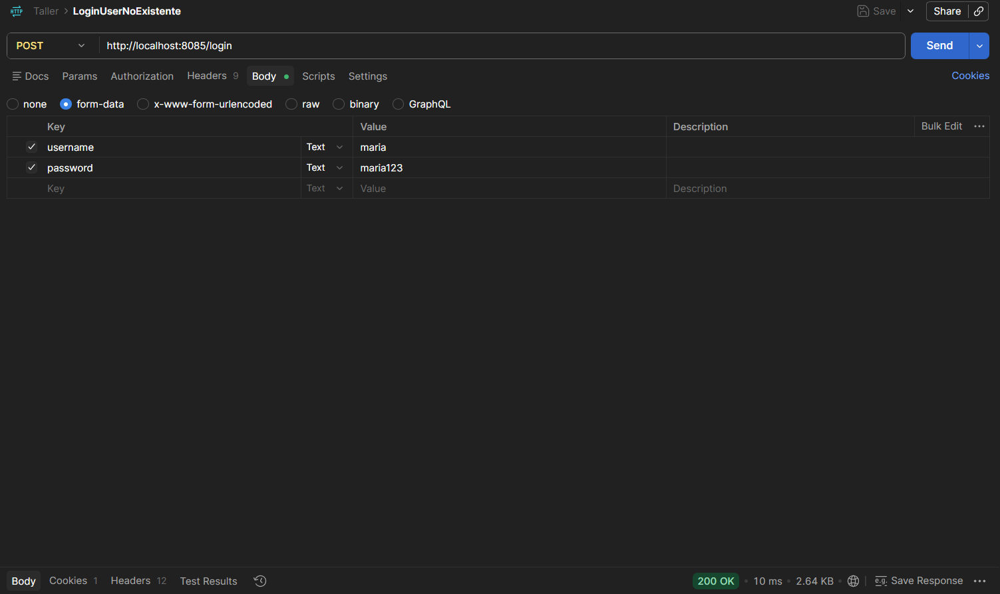 HTTP Taller > LoginUserNoExistente Save Share
POST http://localhost:8085/login Send
Docs Params Authorization Headers 9 Body Scripts Settings Cookies
none form-data x-www-form-urlencoded raw binary GraphQL
Key Value Description Bulk Edit ...
username Text maria
password Text maria123
Key Text Value Description
Body Cookies 1 Headers 12 Test Results 200 OK • 10 ms • 2.64 KB • | e.g. Save Response ...